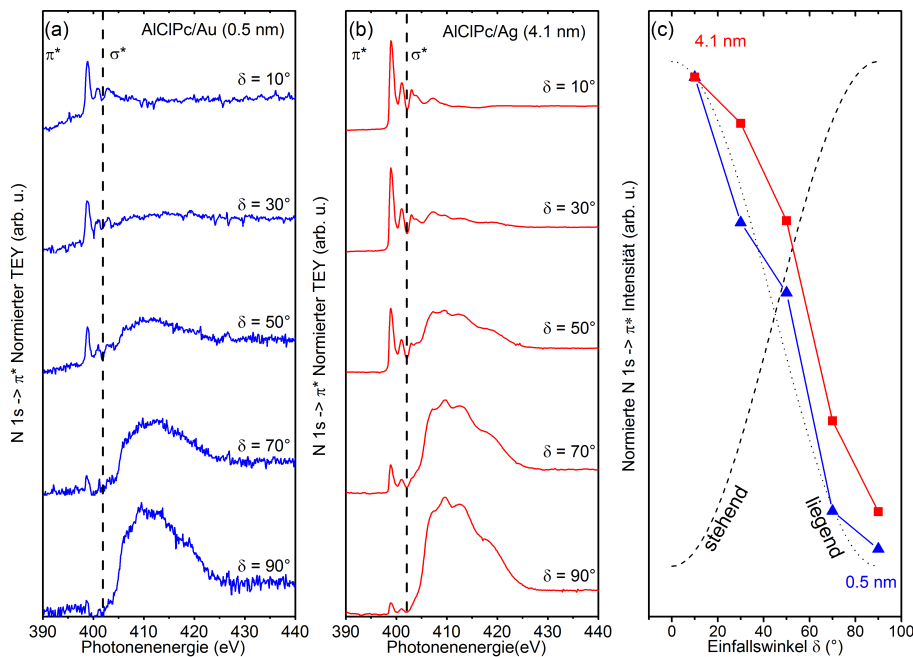 (a)
AlClPc/Au (0.5 nm)
π*
σ*
δ = 10°
δ = 30°
δ = 50°
δ = 70°
δ = 90°
N 1s -> π* Normierter TEY (arb. u.)
390 400 410 420 430 440
Photonenenergie (eV)
(b)
AlClPc/Ag (4.1 nm)
π*
σ*
δ = 10°
δ = 30°
δ = 50°
δ = 70°
δ = 90°
N 1s -> π* Normierter TEY (arb. u.)
390 400 410 420 430 440
Photonenenergie(eV)
(c)
4.1 nm
stehend
liegend
0.5 nm
Normierte N 1s -> π* Intensität (arb. u.)
0 20 40 60 80 100
Einfallswinkel δ (°)